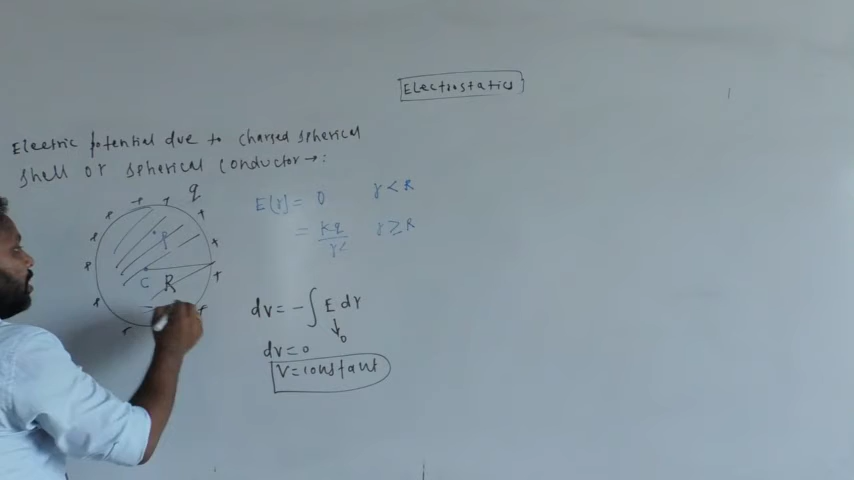 Electrostatics
Electric potential due to charged spherical
shell or spherical conductor →:
q
E(r) = 0 r < R
= Kq/r² r ≥ R
P
C R
dv = - ∫ E dr
0
dv = 0
V = constant